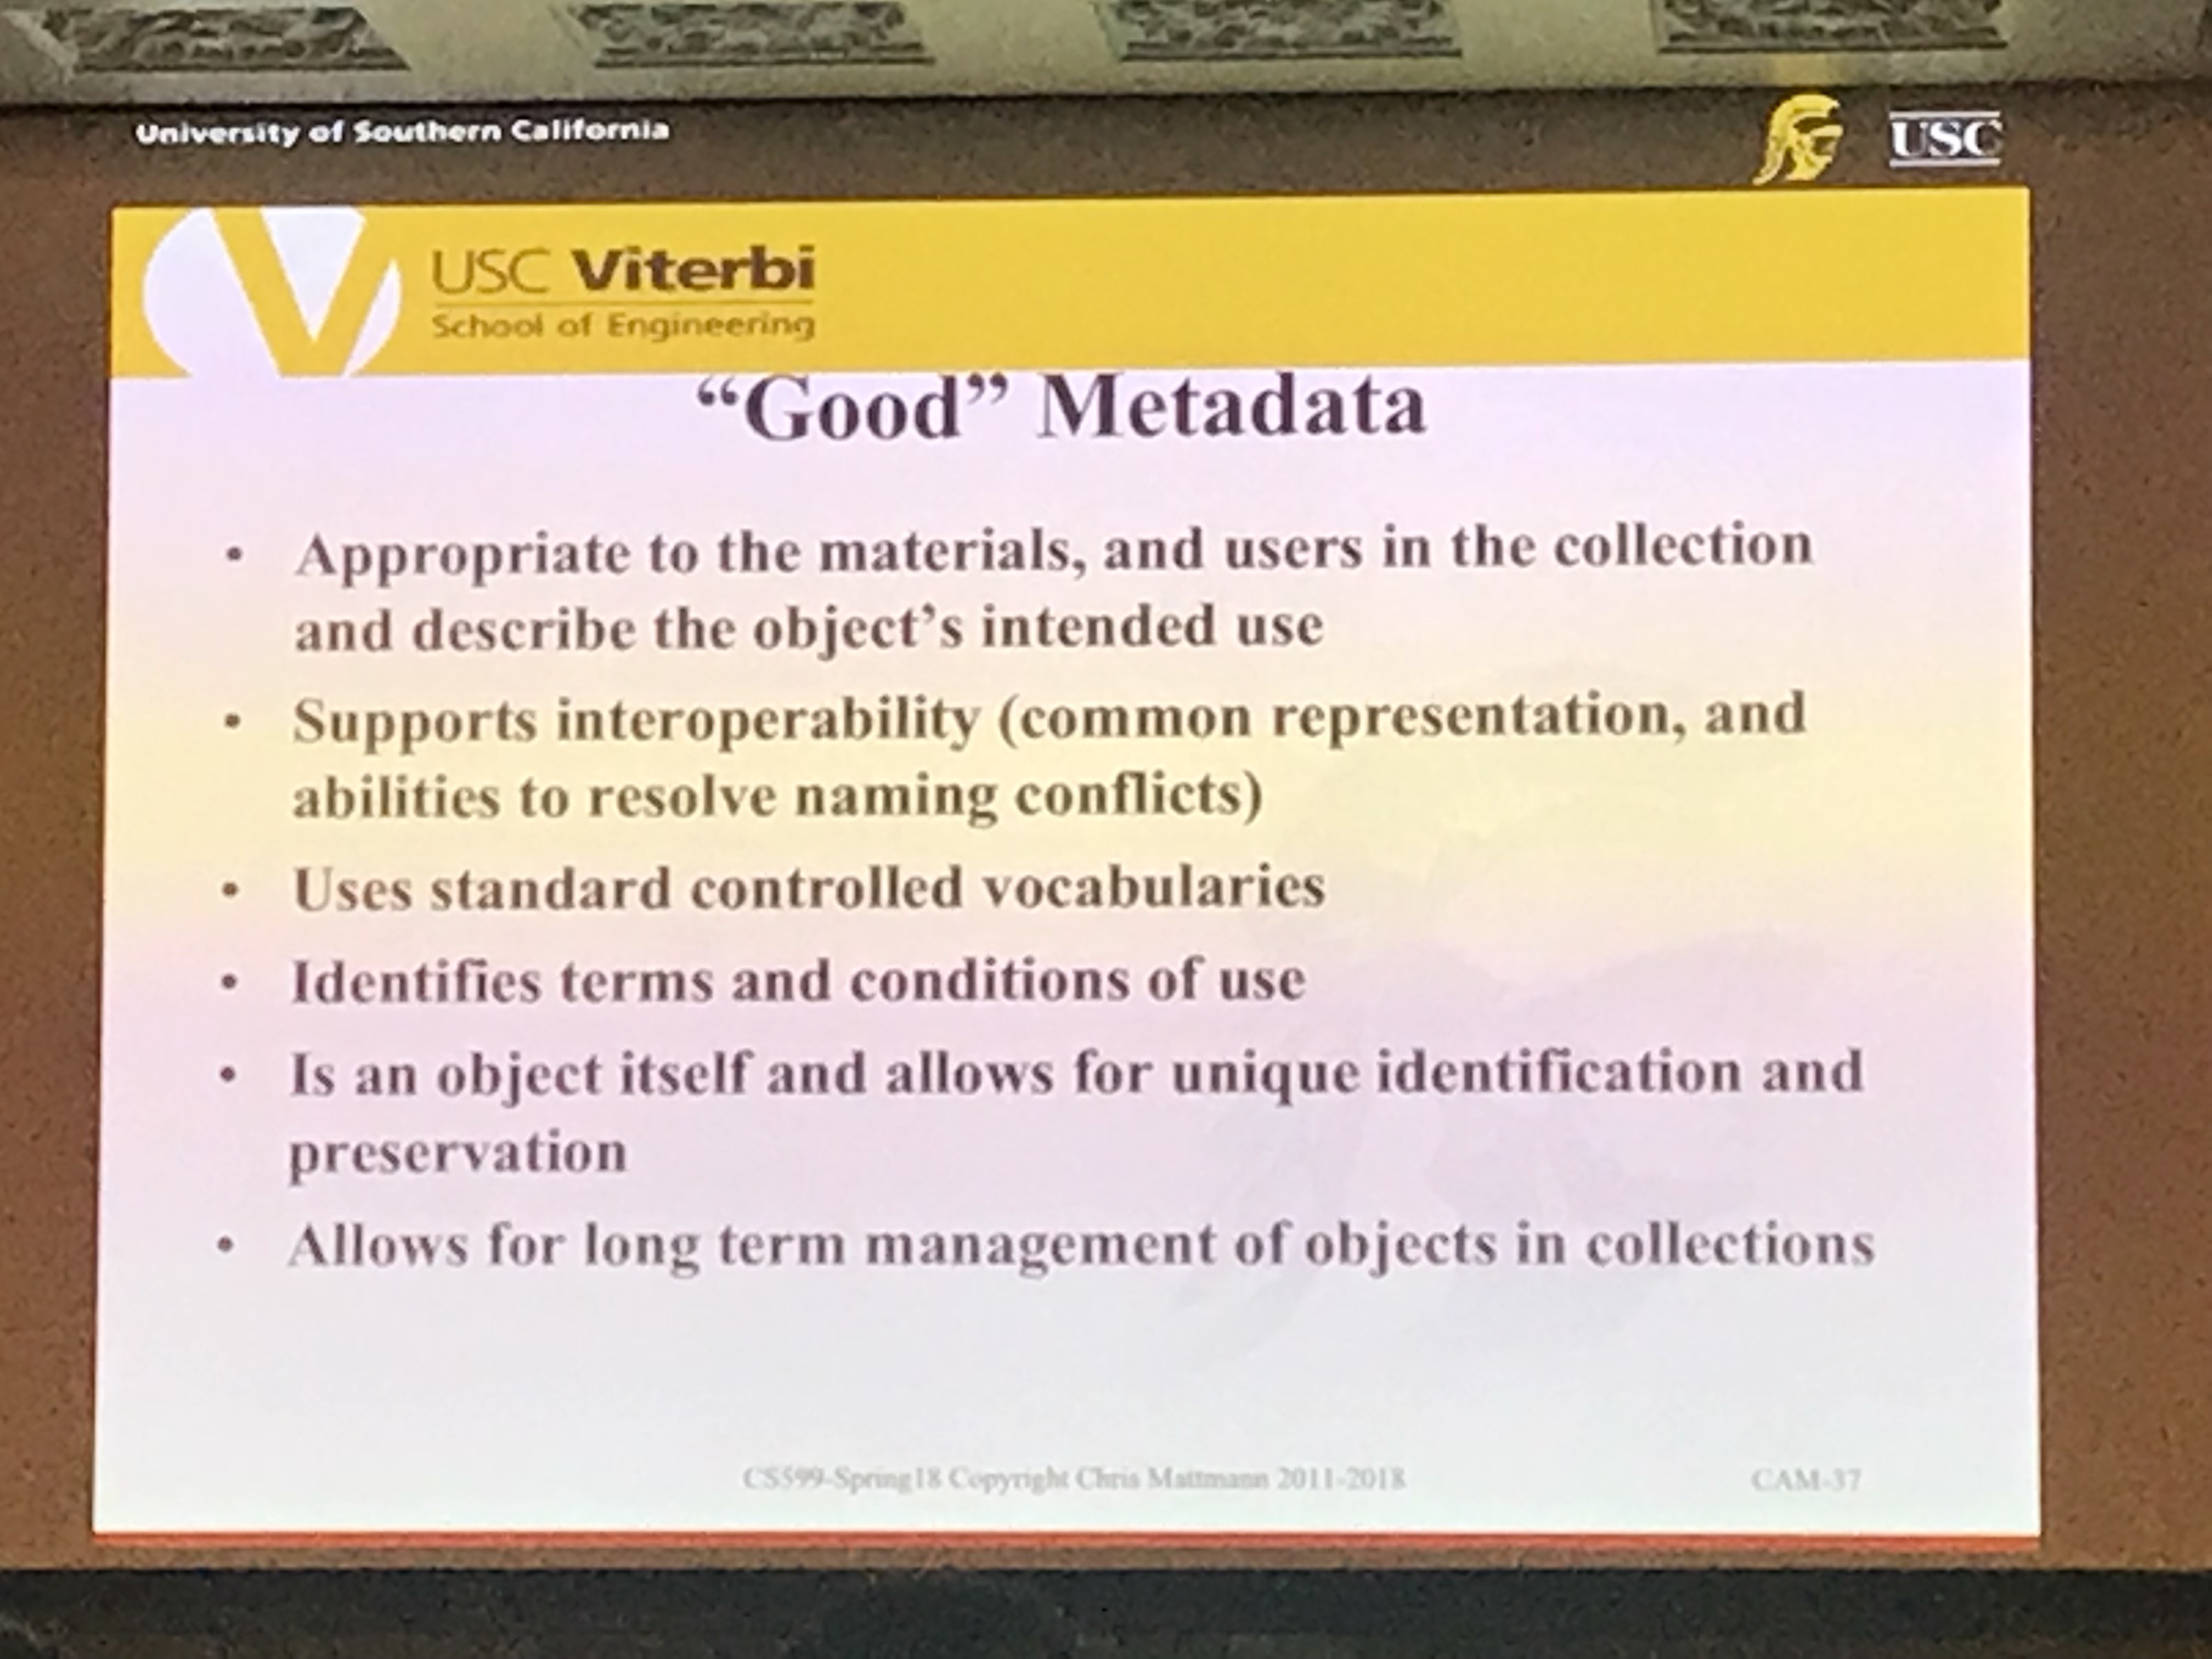 University of Southern California
USC
USC Viterbi
School of Engineering
“Good” Metadata
• Appropriate to the materials, and users in the collection
and describe the object’s intended use
• Supports interoperability (common representation, and
abilities to resolve naming conflicts)
• Uses standard controlled vocabularies
• Identifies terms and conditions of use
• Is an object itself and allows for unique identification and
preservation
• Allows for long term management of objects in collections
CS599-Spring18 Copyright Chris Mattmann 2011-2018
CAM-37